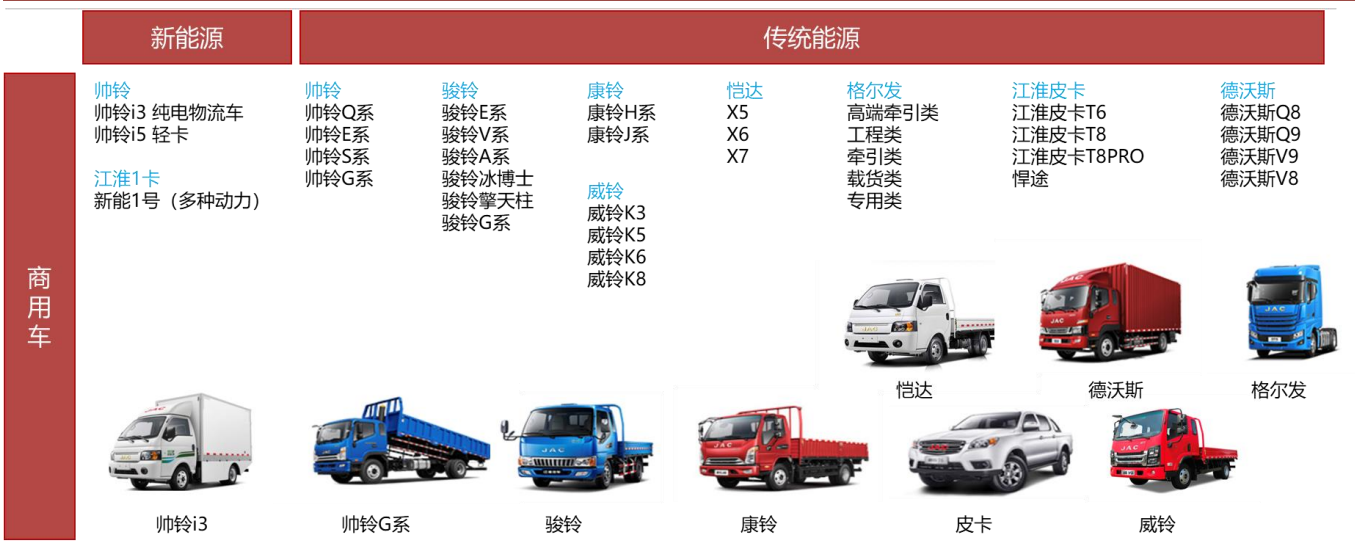 新能源
传统能源
商用车
帅铃
帅铃i3 纯电物流车
帅铃i5 轻卡
江淮1卡
新能1号（多种动力）
帅铃
帅铃Q系
帅铃E系
帅铃S系
帅铃G系
骏铃
骏铃E系
骏铃V系
骏铃A系
骏铃冰博士
骏铃擎天柱
骏铃G系
康铃
康铃H系
康铃J系
威铃
威铃K3
威铃K5
威铃K6
威铃K8
恺达
X5
X6
X7
格尔发
高端牵引类
工程类
牵引类
载货类
专用类
江淮皮卡
江淮皮卡T6
江淮皮卡T8
江淮皮卡T8PRO
悍途
德沃斯
德沃斯Q8
德沃斯Q9
德沃斯V9
德沃斯V8
JAC
JAC
JAC
恺达
德沃斯
格尔发
JAC
JAC
JAC
JAC
帅铃i3
帅铃G系
骏铃
康铃
皮卡
威铃